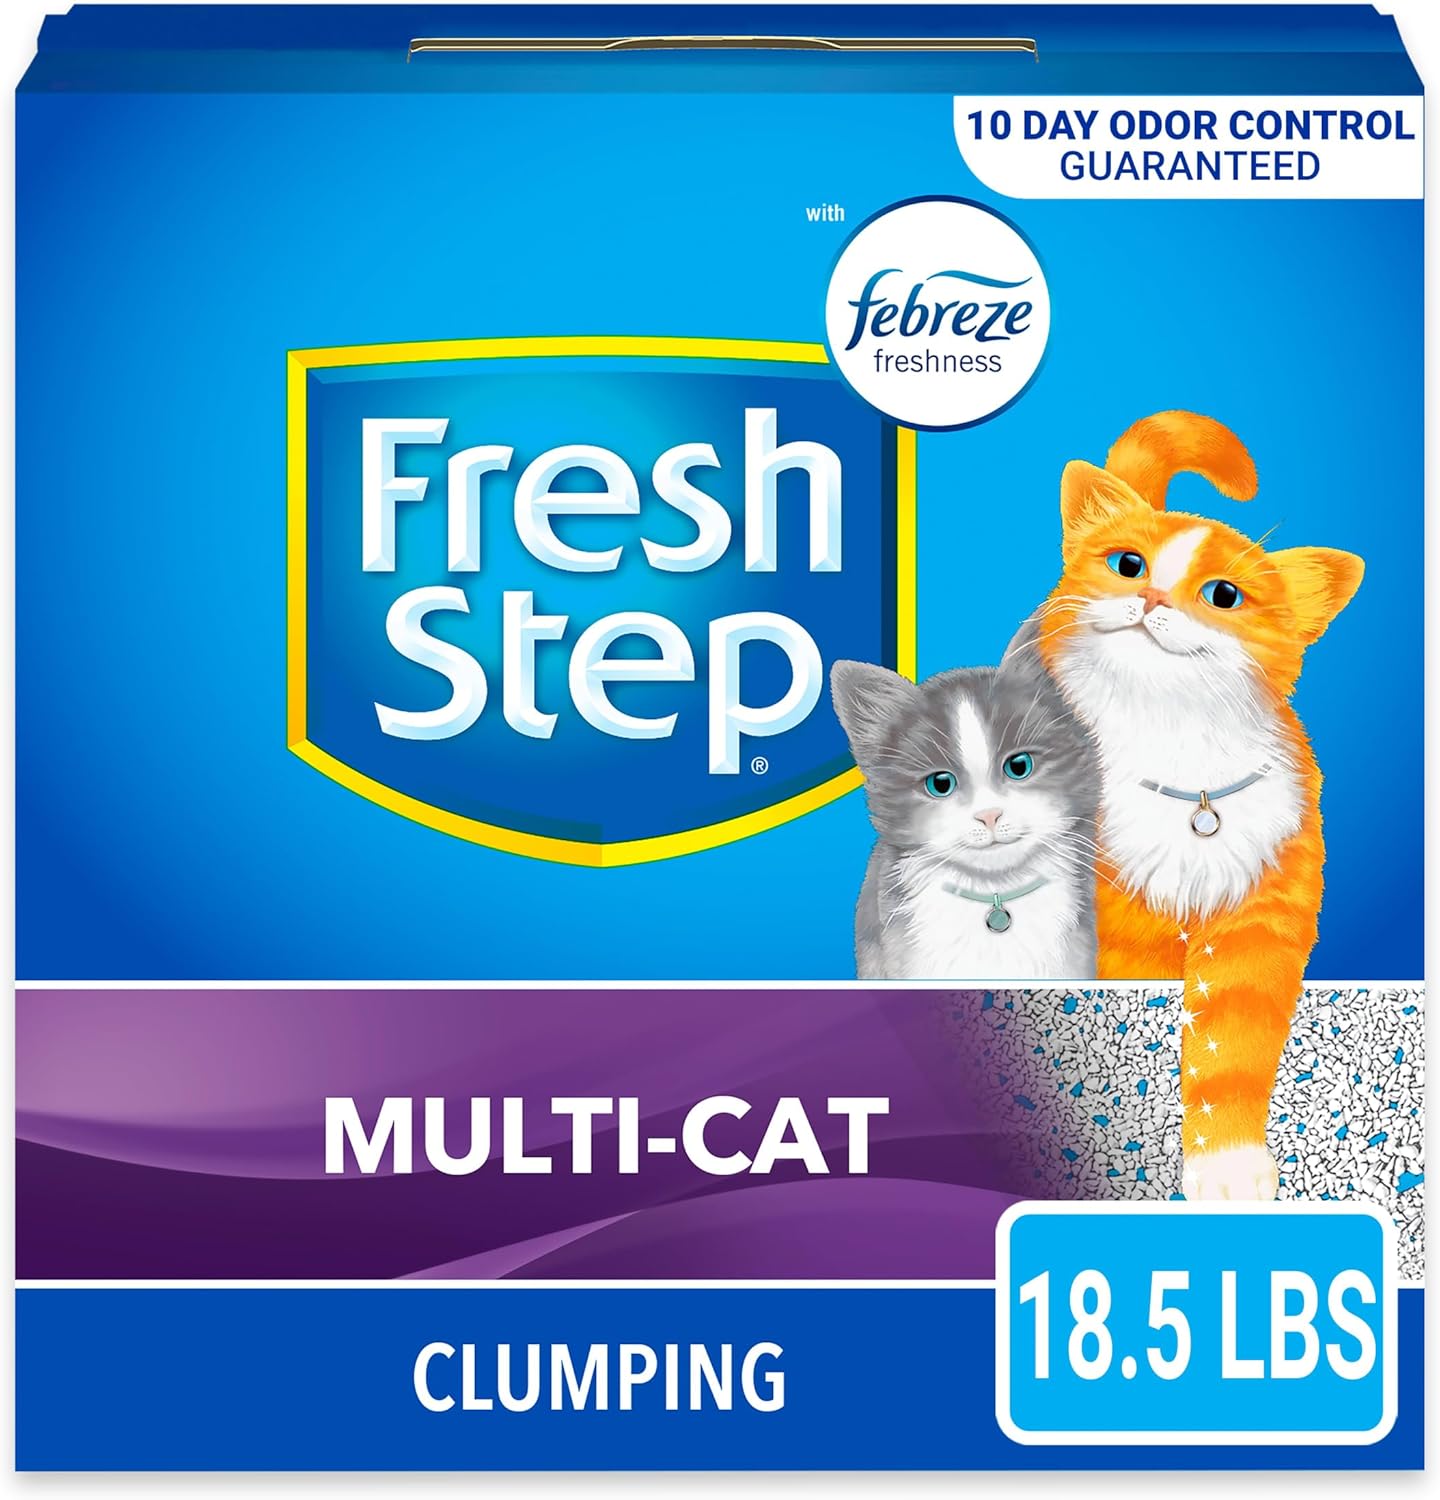 10 DAY ODOR CONTROL
GUARANTEED
with
febreze
freshness
Fresh
Step®
MULTI-CAT
CLUMPING
18.5 LBS